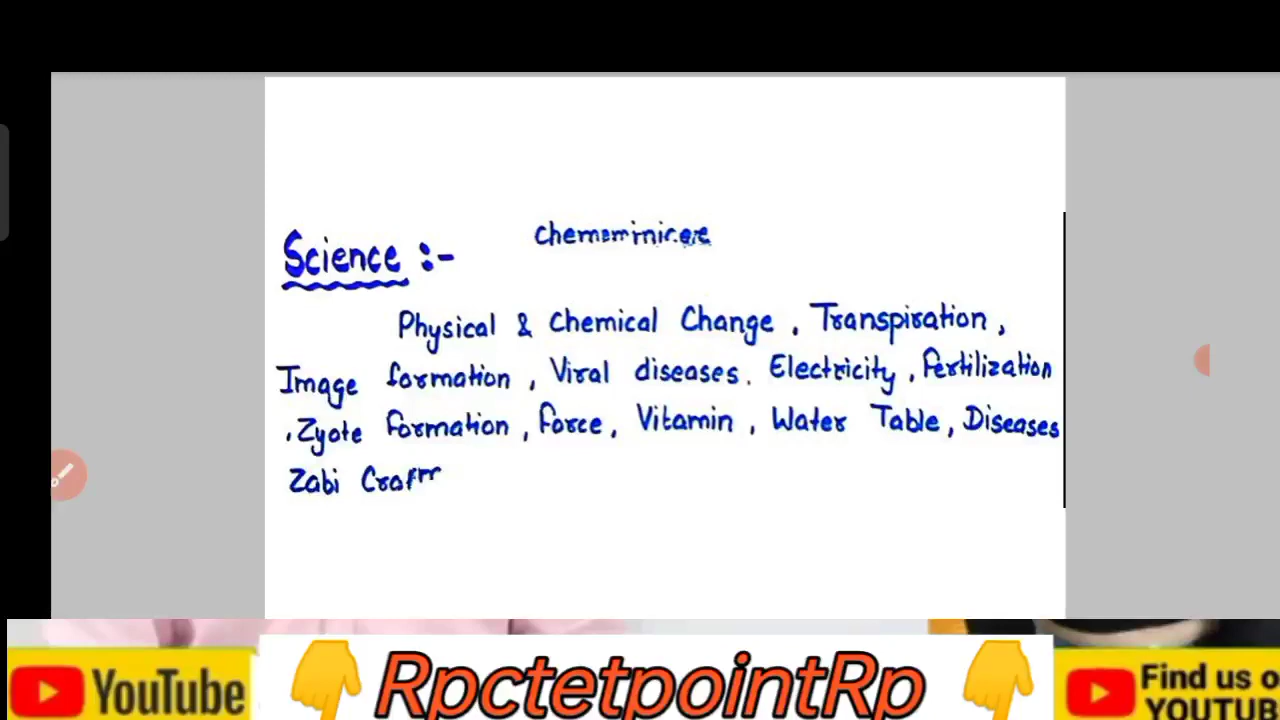 Science :-
Physical & Chemical Change, Transpiration,
Image formation, Viral diseases. Electricity, Fertilization
, Zyote formation, force, Vitamin, Water Table, Diseases
Zabi
YouTube
RpctetpointRp
Find us o
YOUTUB